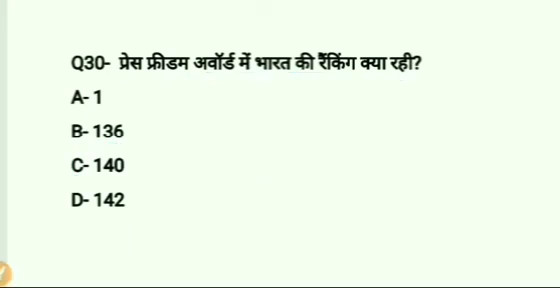 Q30- प्रेस फ्रीडम अवॉर्ड में भारत की रैंकिंग क्या रही?
A- 1
B- 136
C- 140
D- 142